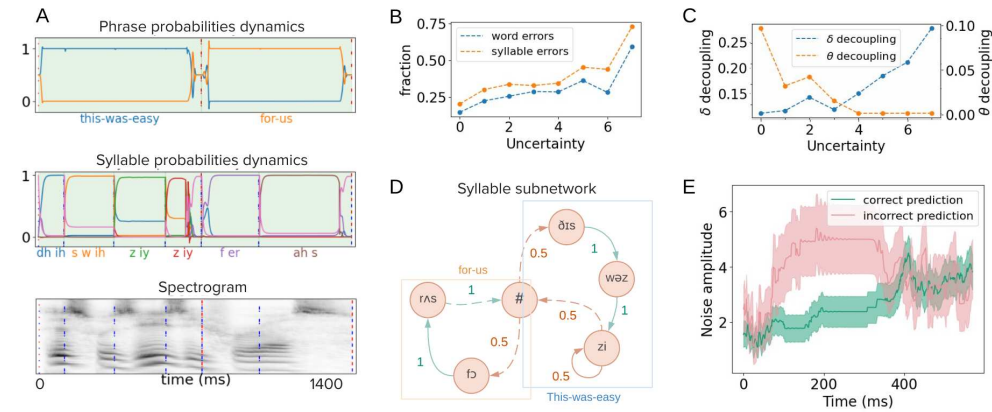 A
Phrase probabilities dynamics
1
0
this-was-easy
for-us
Syllable probabilities dynamics
1
0
dh ih
s w ih
z iy
z iy
f er
ah s
Spectrogram
0
time (ms)
1400
B
0.75
0.50
0.25
fraction
word errors
syllable errors
0
2
4
6
Uncertainty
C
0.25
0.20
0.15
δ decoupling
δ decoupling
θ decoupling
0.10
0.05
0.00
θ decoupling
0
2
4
6
Uncertainty
D
Syllable subnetwork
ðɪs
0.5
1
for-us
wəz
rʌs
1
#
1
0.5
1
0.5
zi
fɔ
0.5
This-was-easy
E
6
4
2
Noise amplitude
correct prediction
incorrect prediction
0
200
400
Time (ms)